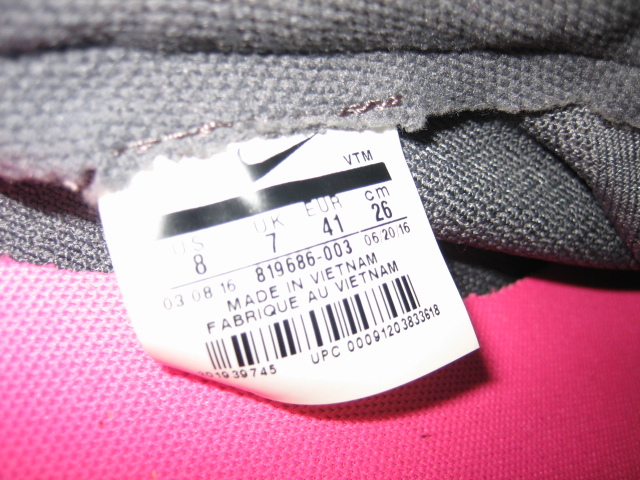 VTM
US UK EUR cm
8 7 41 26
03 08 16 819686-003 06 20 16
MADE IN VIETNAM
FABRIQUE AU VIETNAM
UPC 00091203833618